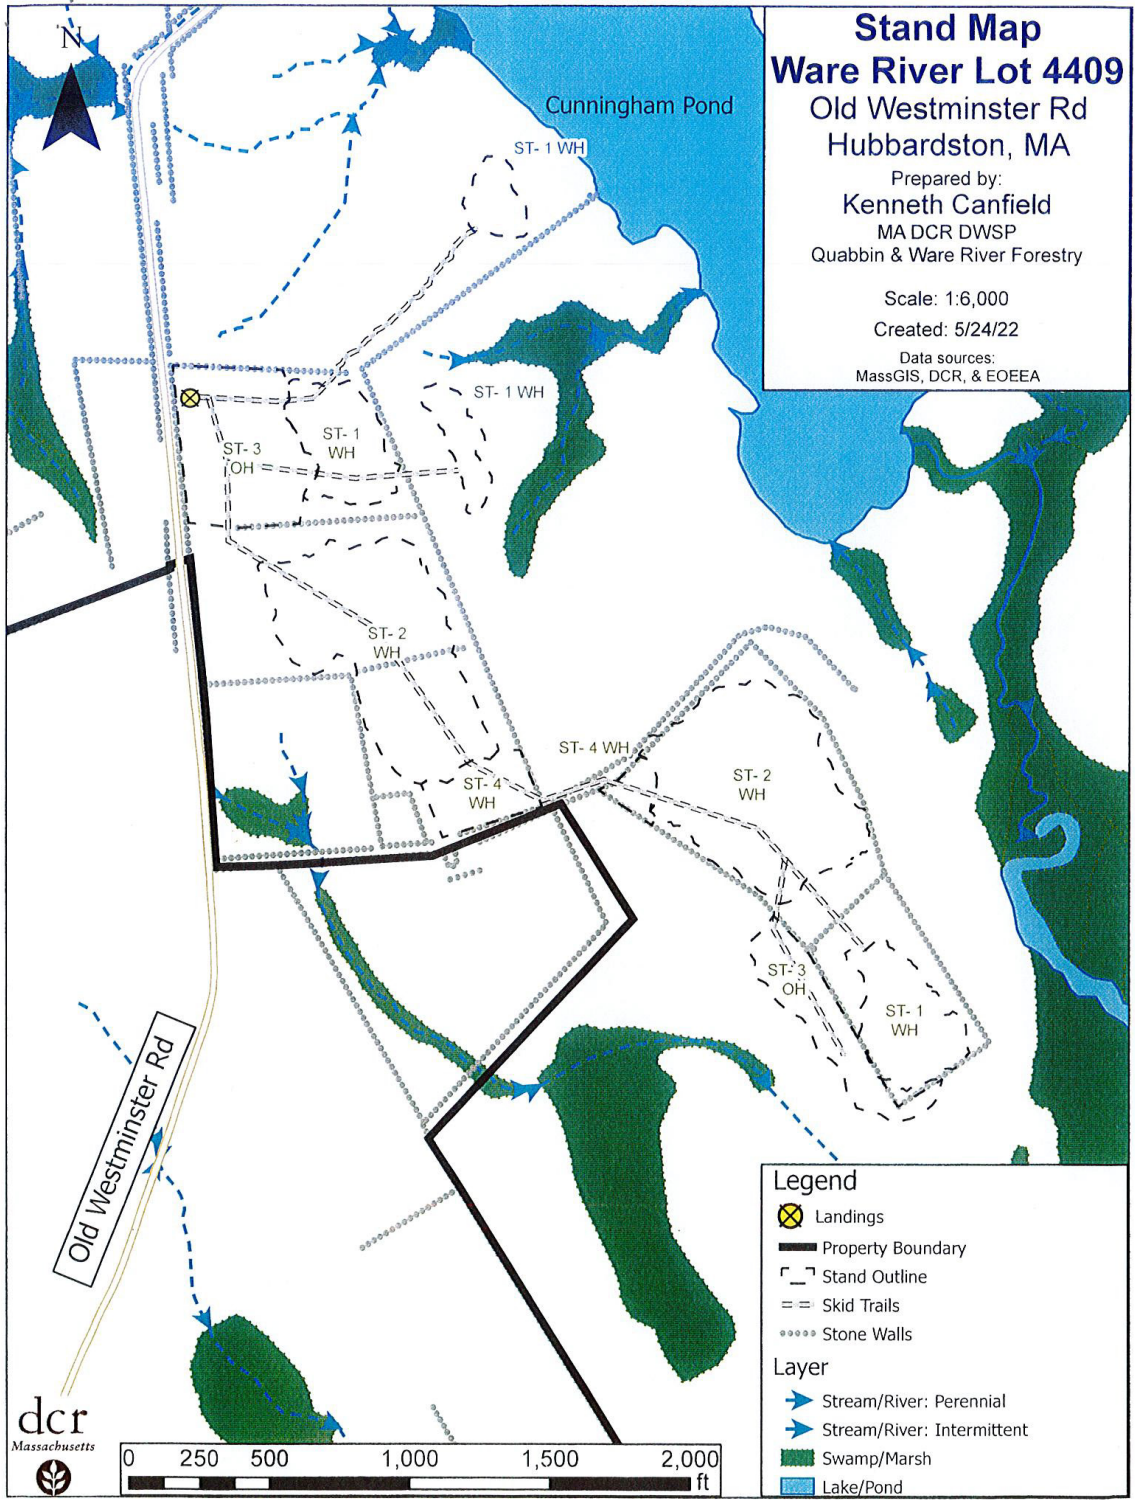 Stand Map
Ware River Lot 4409
Old Westminster Rd
Hubbardston, MA
Prepared by:
Kenneth Canfield
MA DCR DWSP
Quabbin & Ware River Forestry
Scale: 1:6,000
Created: 5/24/22
Data sources:
MassGIS, DCR, & EOEEA
N
Cunningham Pond
ST- 1 WH
ST- 1 WH
ST- 1
WH
ST- 3
OH
ST- 2
WH
ST- 4 WH
ST- 4
WH
ST- 2
WH
ST- 3
OH
ST- 1
WH
Old Westminster Rd
Legend
Landings
Property Boundary
Stand Outline
Skid Trails
Stone Walls
Layer
Stream/River: Perennial
Stream/River: Intermittent
Swamp/Marsh
Lake/Pond
dcr
Massachusetts
0 250 500 1,000 1,500 2,000
ft